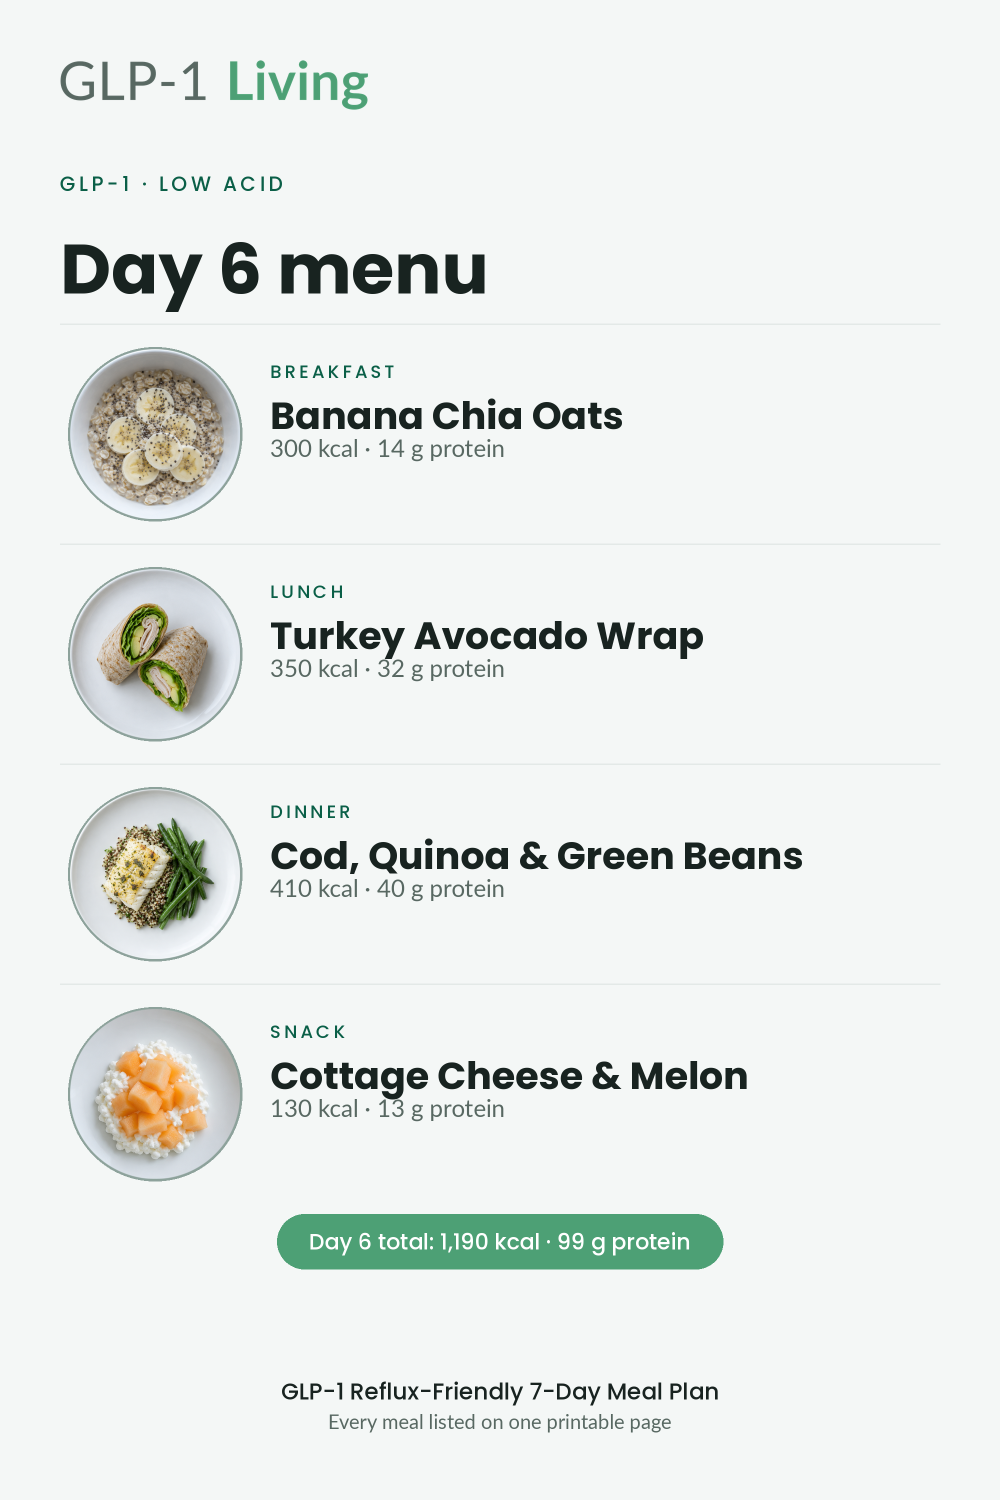 GLP-1 Living
GLP-1 · LOW ACID
Day 6 menu
BREAKFAST
Banana Chia Oats
300 kcal · 14 g protein
LUNCH
Turkey Avocado Wrap
350 kcal · 32 g protein
DINNER
Cod, Quinoa & Green Beans
410 kcal · 40 g protein
SNACK
Cottage Cheese & Melon
130 kcal · 13 g protein
Day 6 total: 1,190 kcal · 99 g protein
GLP-1 Reflux-Friendly 7-Day Meal Plan
Every meal listed on one printable page